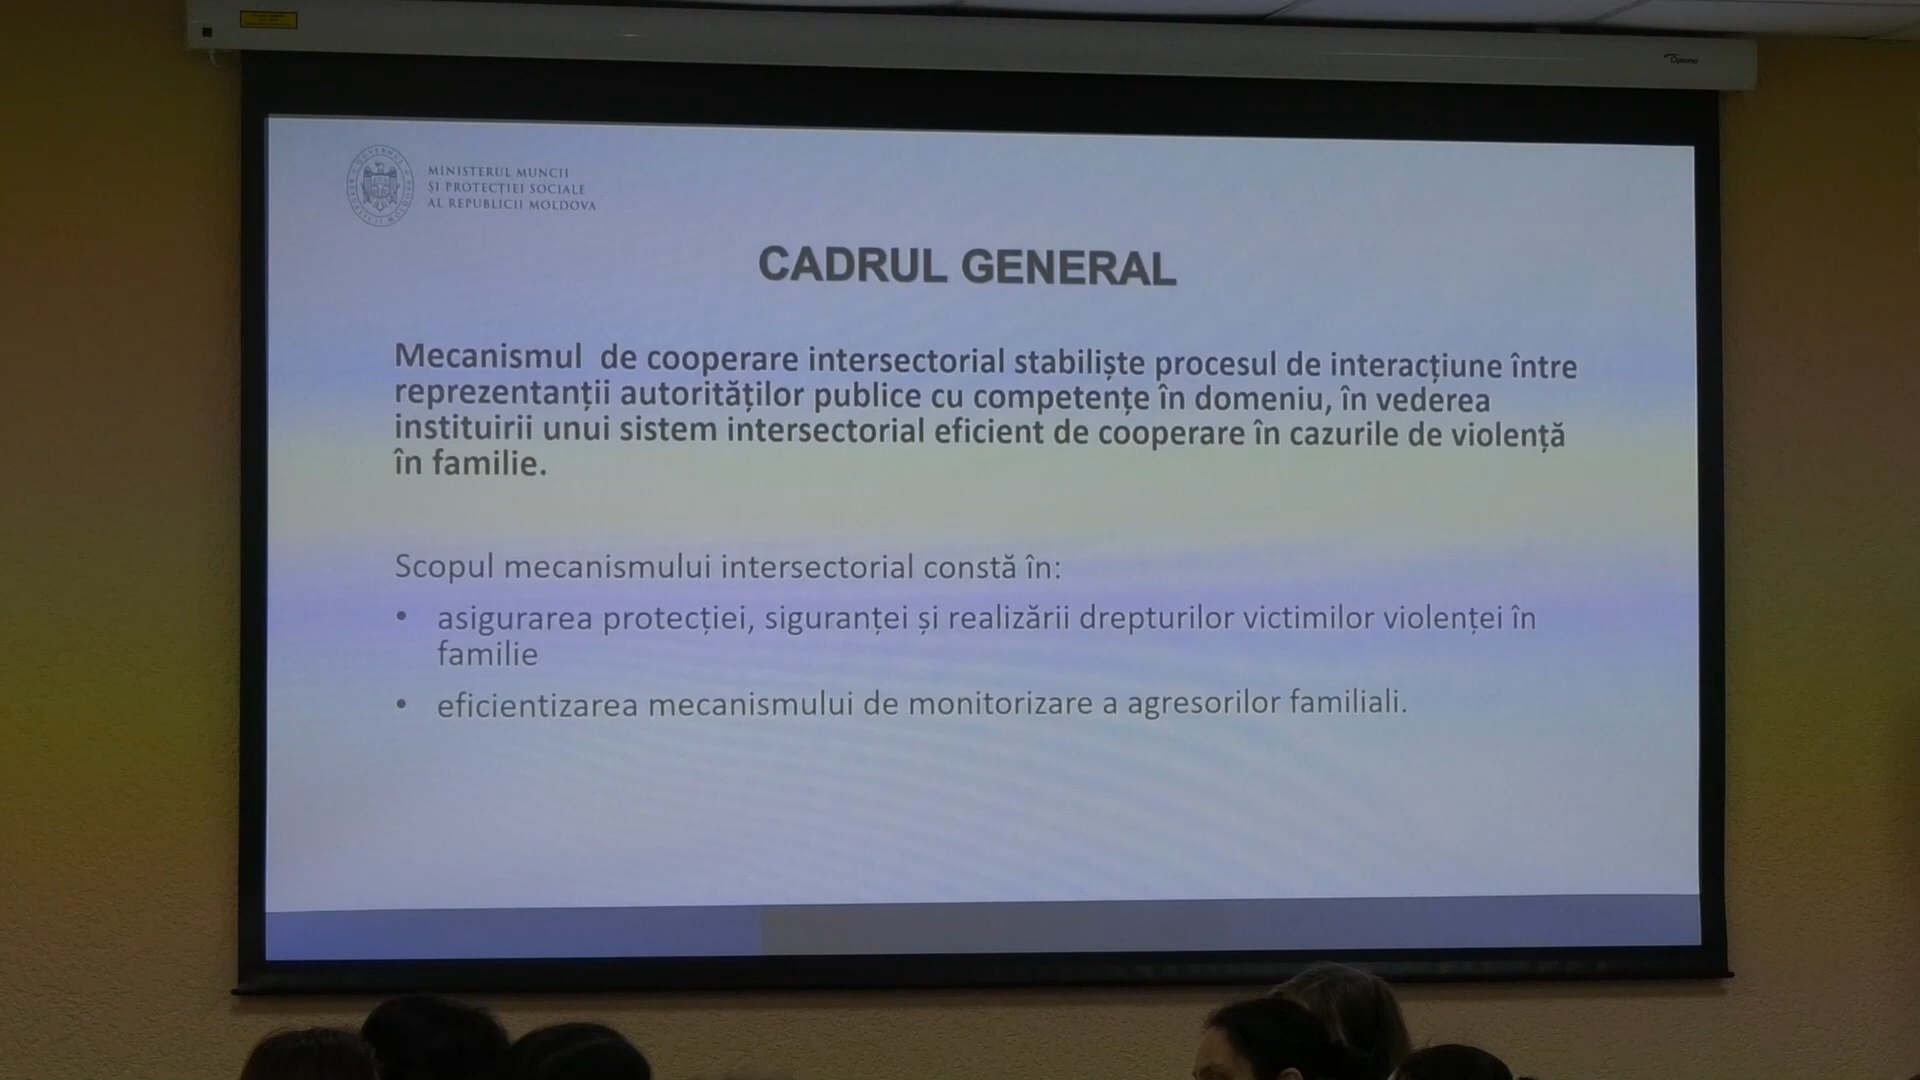 MINISTERUL MUNCII
ȘI PROTECȚIEI SOCIALE
AL REPUBLICII MOLDOVA
CADRUL GENERAL
Mecanismul de cooperare intersectorial stabilește procesul de interacțiune între
reprezentanții autorităților publice cu competențe în domeniu, în vederea
instituirii unui sistem intersectorial eficient de cooperare în cazurile de violență
în familie.
Scopul mecanismului intersectorial constă în:
• asigurarea protecției, siguranței și realizării drepturilor victimilor violenței în
familie
• eficientizarea mecanismului de monitorizare a agresorilor familiali.